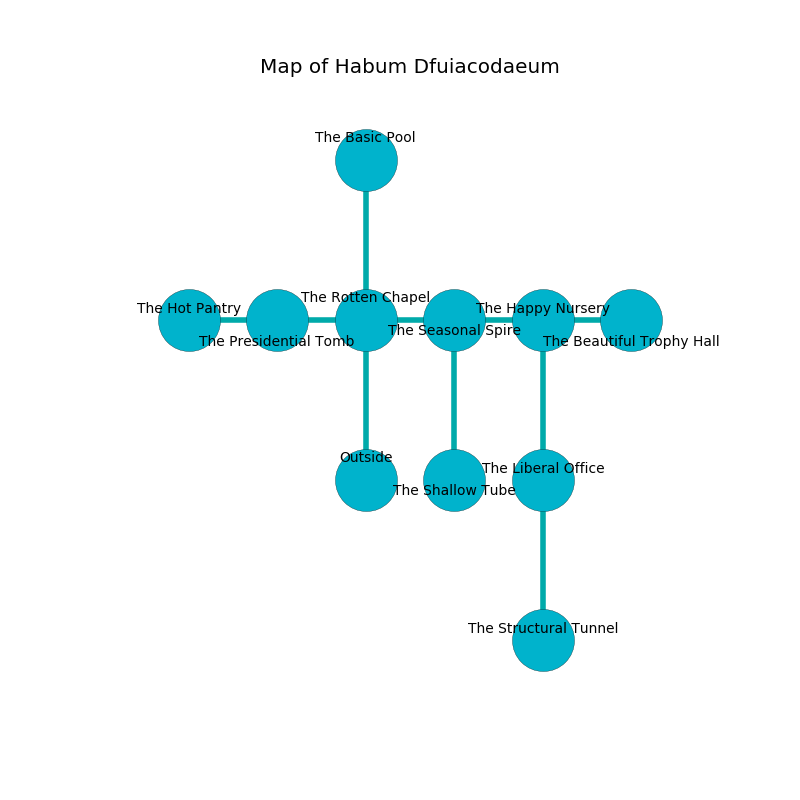 Map of Habum Dfuiacodaeum
The Basic Pool
The Rotten Chapel
The Hot Pantry
The Happy Nursery
The Seasonal Spire
The Presidential Tomb
The Beautiful Trophy Hall
Outside
The Liberal Office
The Shallow Tube
The Structural Tunnel